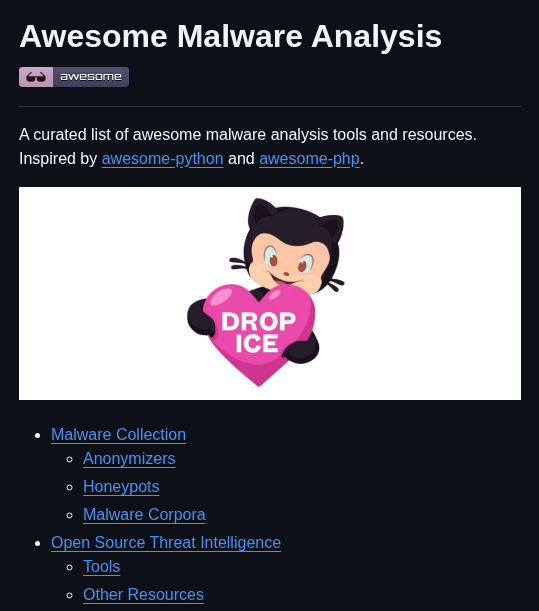 Awesome Malware Analysis
awesome
A curated list of awesome malware analysis tools and resources.
Inspired by awesome-python and awesome-php.
DROP
ICE
Malware Collection
Anonymizers
Honeypots
Malware Corpora
Open Source Threat Intelligence
Tools
Other Resources